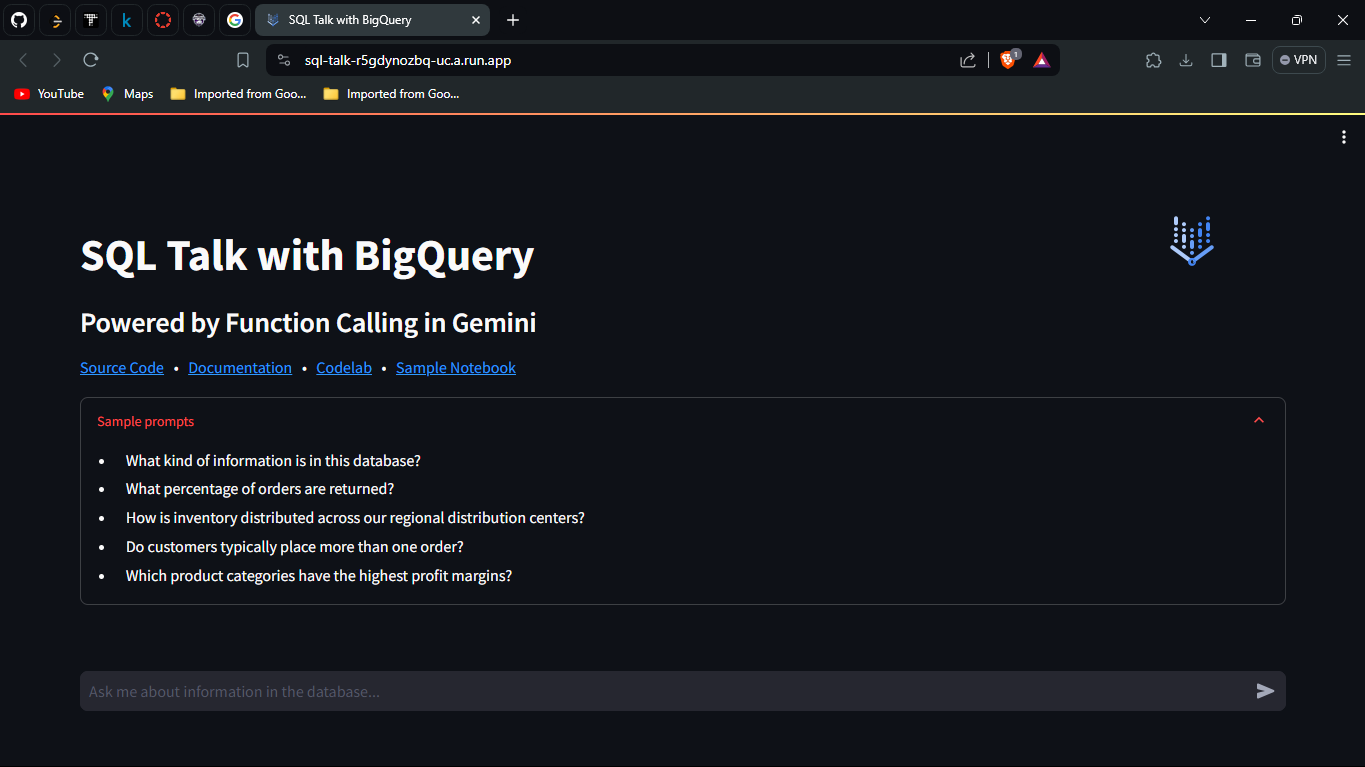 SQL Talk with BigQuery
sql-talk-r5gdynozbq-uc.a.run.app
1
VPN
YouTube
Maps
Imported from Goo...
Imported from Goo...
SQL Talk with BigQuery
Powered by Function Calling in Gemini
Source Code • Documentation • Codelab • Sample Notebook
Sample prompts
• What kind of information is in this database?
• What percentage of orders are returned?
• How is inventory distributed across our regional distribution centers?
• Do customers typically place more than one order?
• Which product categories have the highest profit margins?
Ask me about information in the database...